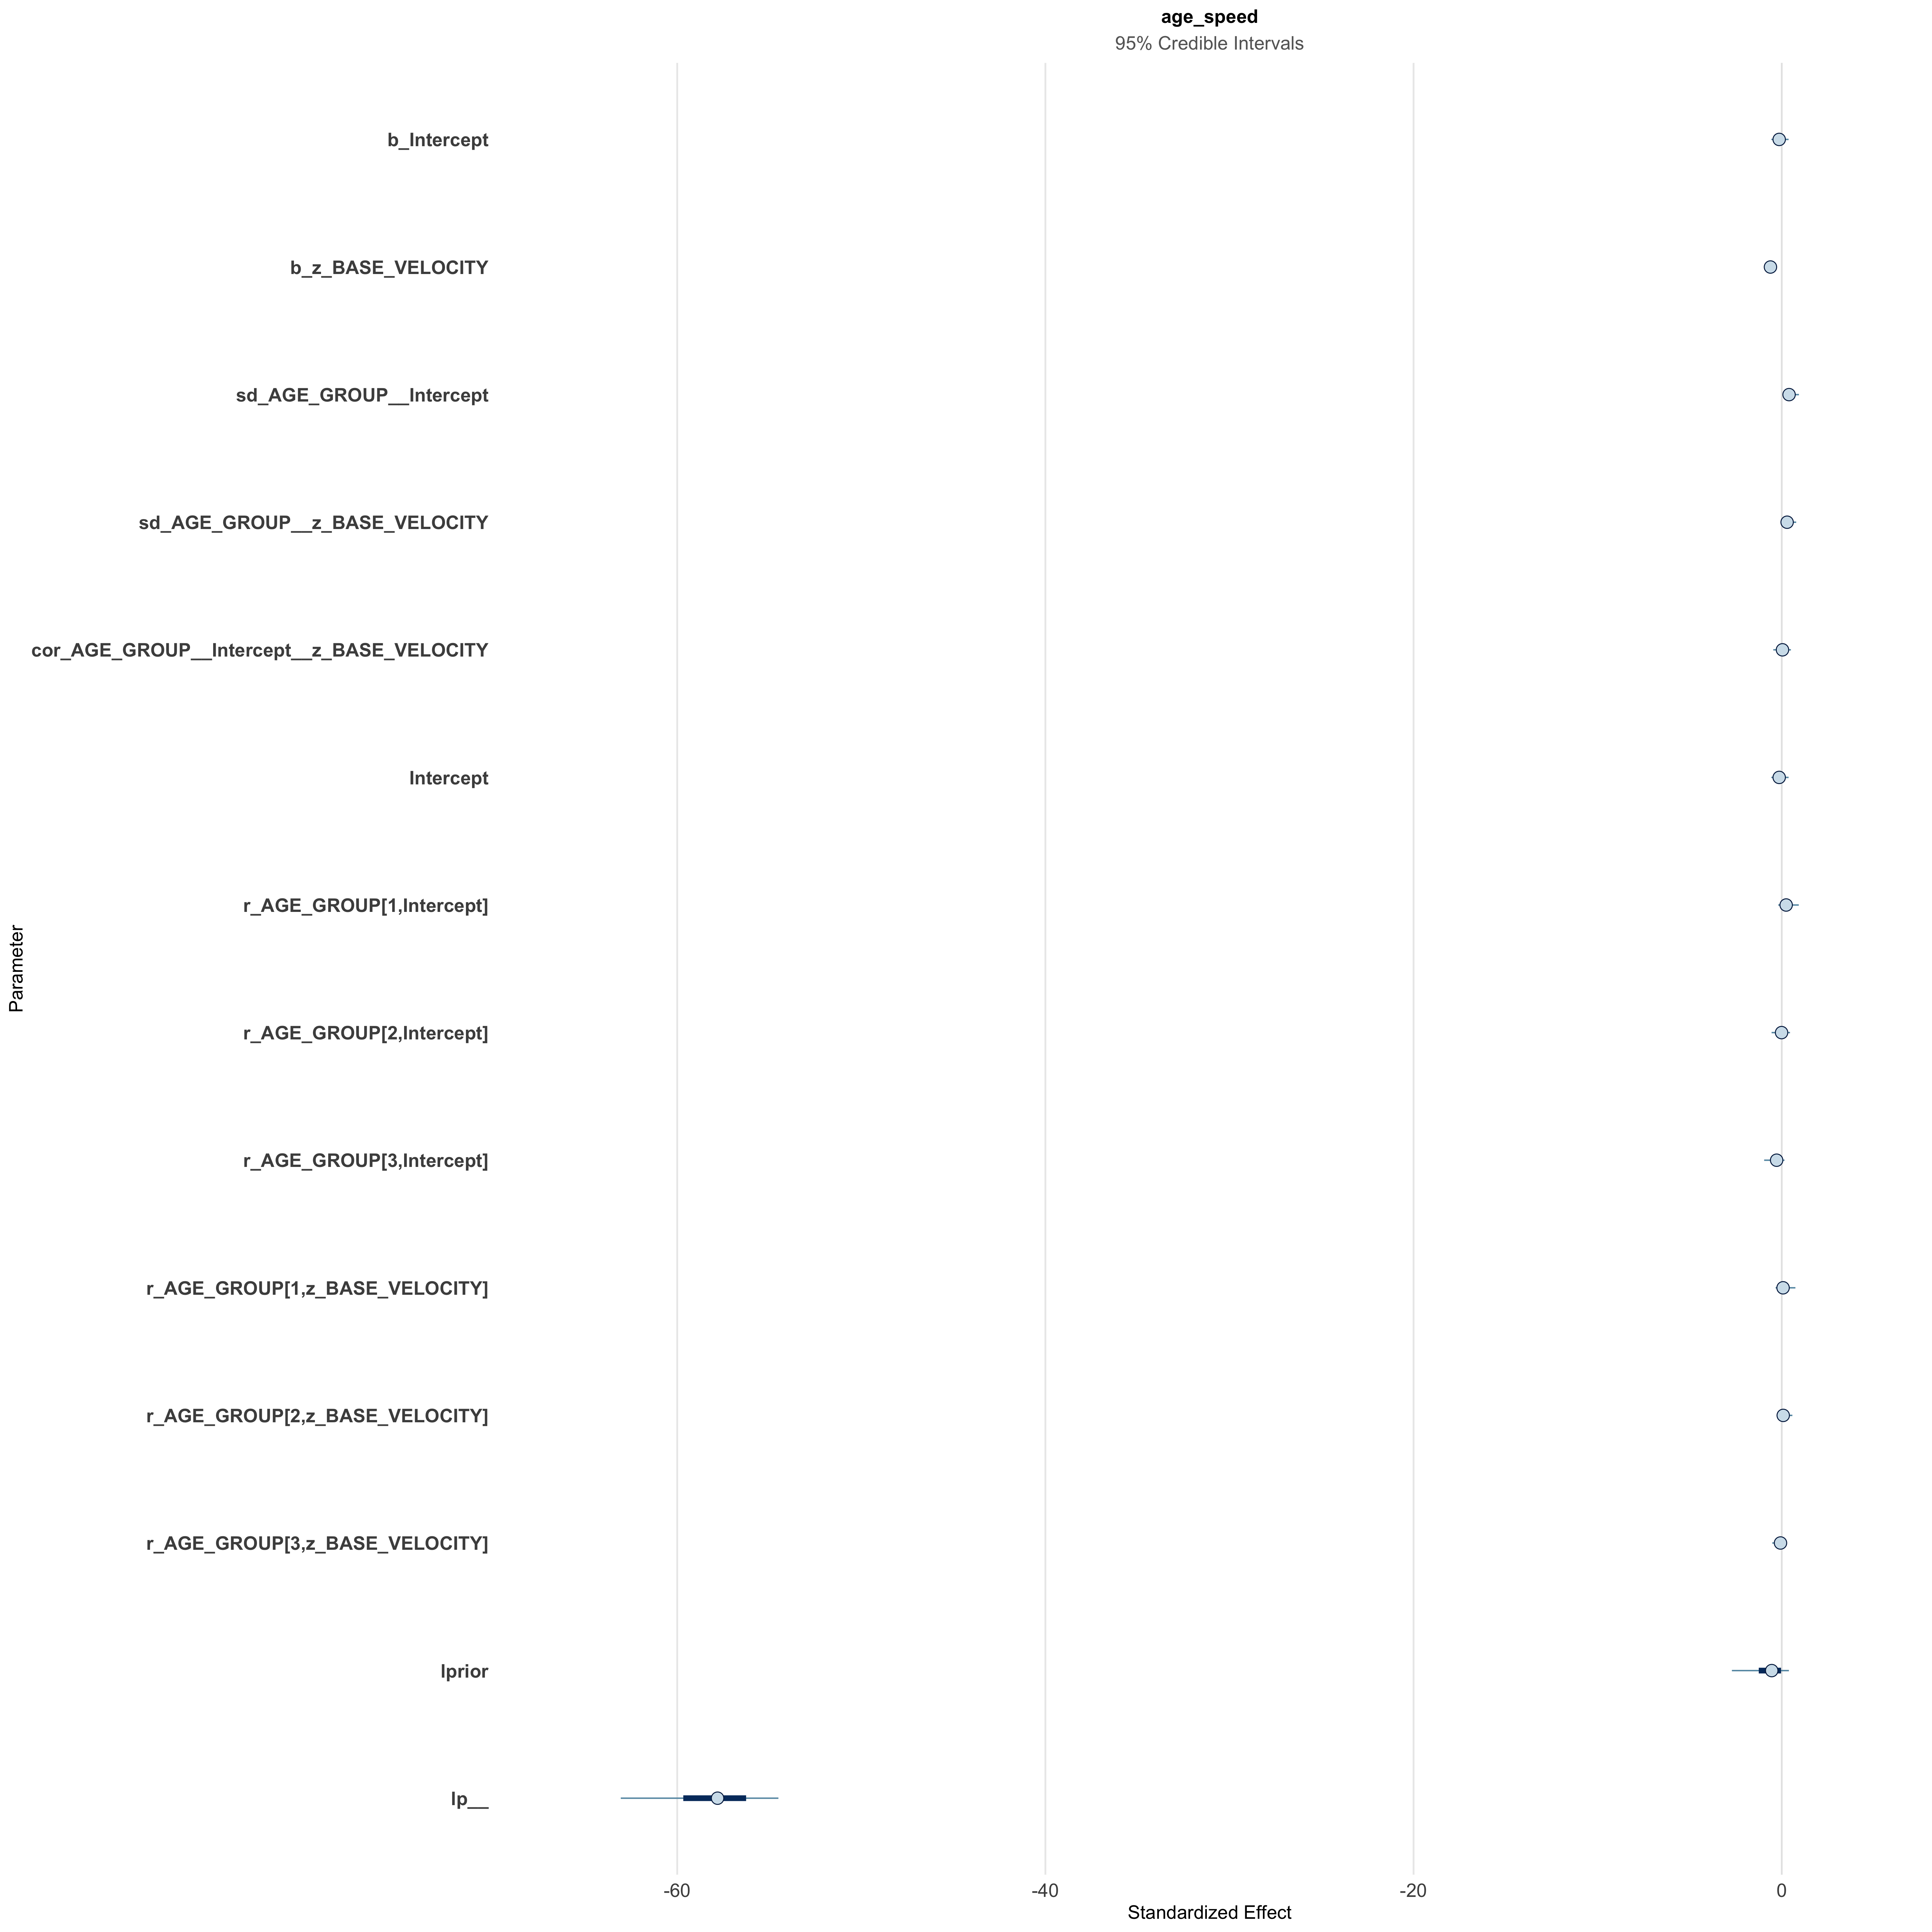 age_speed
95% Credible Intervals
b_Intercept
b_z_BASE_VELOCITY
sd_AGE_GROUP__Intercept
sd_AGE_GROUP__z_BASE_VELOCITY
cor_AGE_GROUP__Intercept__z_BASE_VELOCITY
Intercept
r_AGE_GROUP[1,Intercept]
r_AGE_GROUP[2,Intercept]
r_AGE_GROUP[3,Intercept]
r_AGE_GROUP[1,z_BASE_VELOCITY]
r_AGE_GROUP[2,z_BASE_VELOCITY]
r_AGE_GROUP[3,z_BASE_VELOCITY]
lprior
lp__
Parameter
-60 -40 -20 0
Standardized Effect